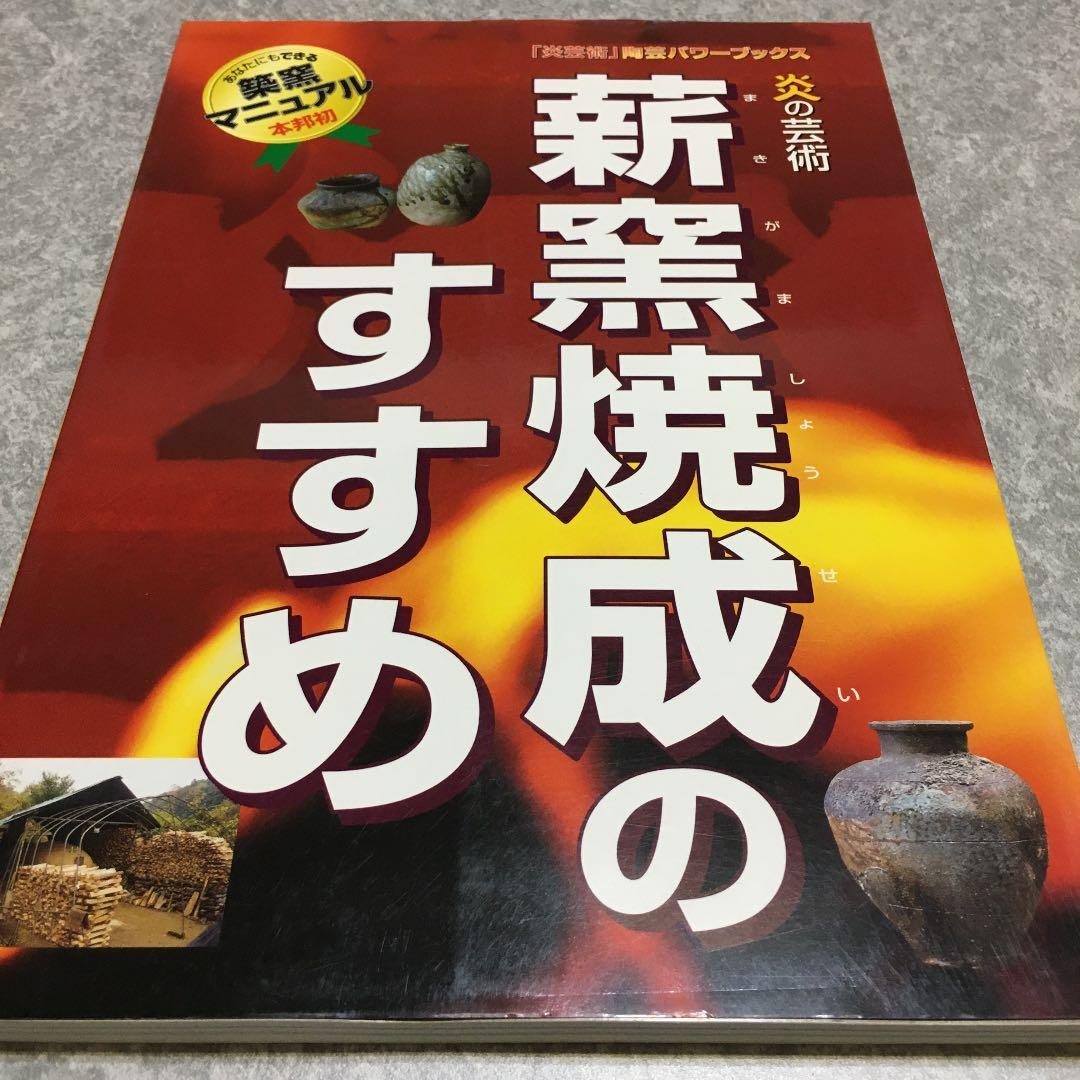 「炎芸術」陶芸パワーブックス
炎の芸術
薪窯焼成の
まきがましょうせい
すすめ
あなたにもできる
築窯
マニュアル
本邦初